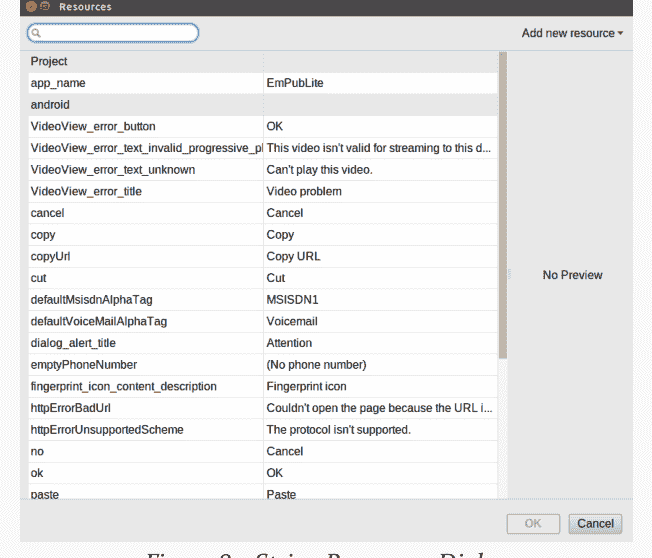 Resources
Add new resource
Project
app_name EmPubLite
android
VideoView_error_button OK
VideoView_error_text_invalid_progressive_pl This video isn't valid for streaming to this d...
VideoView_error_text_unknown Can't play this video.
VideoView_error_title Video problem
cancel Cancel
copy Copy
copyUrl Copy URL
cut Cut
defaultMsisdnAlphaTag MSISDN1
defaultVoiceMailAlphaTag Voicemail
dialog_alert_title Attention
emptyPhoneNumber (No phone number)
fingerprint_icon_content_description Fingerprint icon
httpErrorBadUrl Couldn't open the page because the URL i...
httpErrorUnsupportedScheme The protocol isn't supported.
no Cancel
ok OK
paste Paste
No Preview
OK Cancel